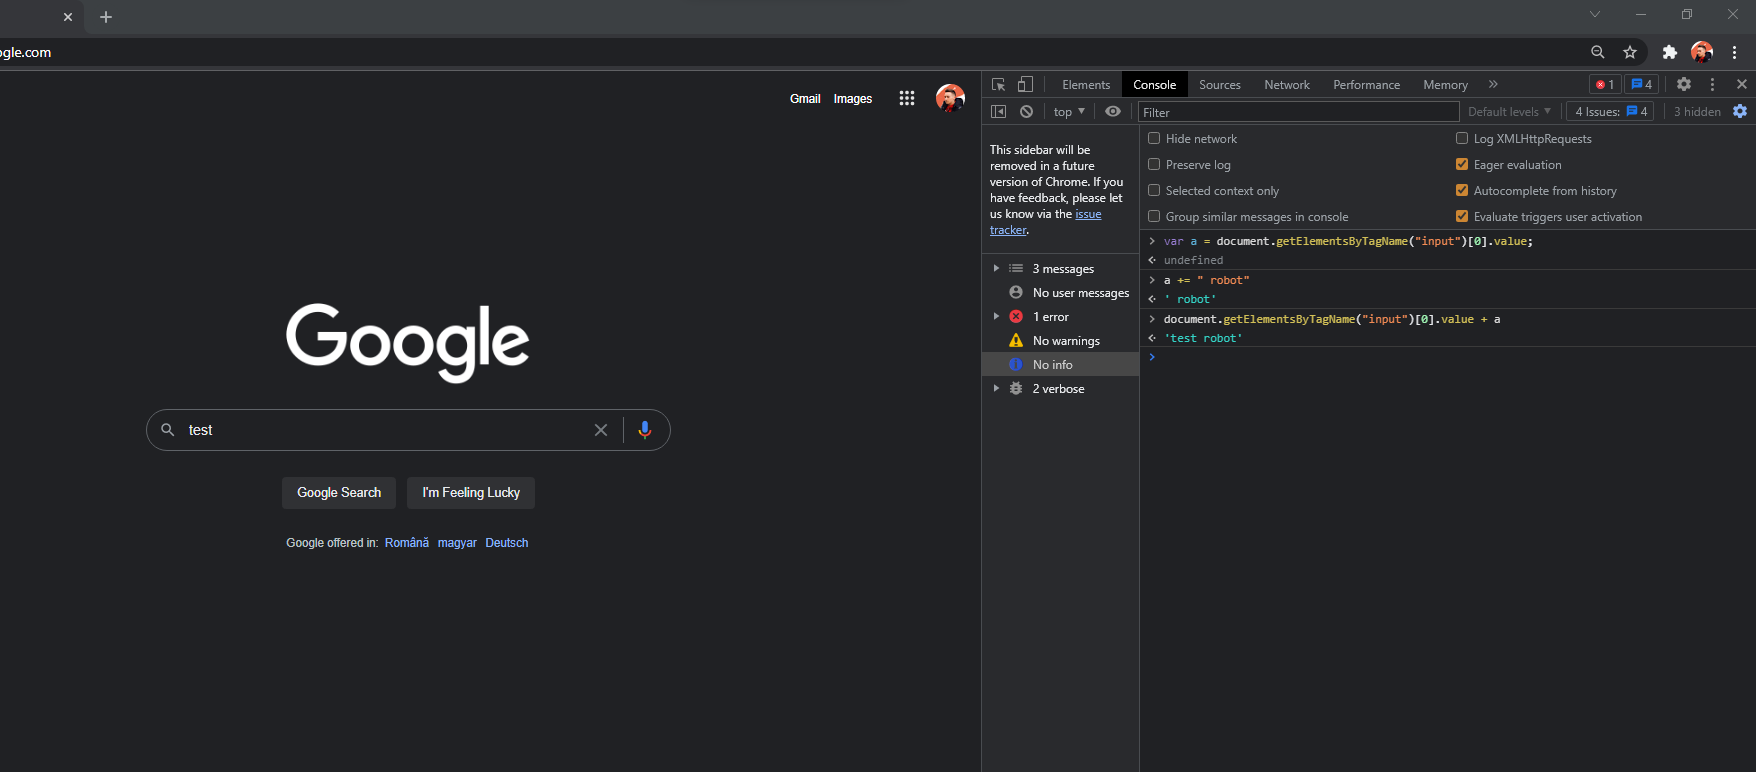 ogle.com
Gmail Images
Google
test
Google Search I'm Feeling Lucky
Google offered in: Română magyar Deutsch
Elements Console Sources Network Performance Memory 1 4
top Filter Default levels 4 Issues: 4 3 hidden
This sidebar will be
removed in a future
version of Chrome. If you
have feedback, please let
us know via the issue
tracker.
3 messages
No user messages
1 error
No warnings
No info
2 verbose
Hide network Log XMLHttpRequests
Preserve log Eager evaluation
Selected context only Autocomplete from history
Group similar messages in console Evaluate triggers user activation
var a = document.getElementsByTagName("input")[0].value;
undefined
a += " robot"
' robot'
document.getElementsByTagName("input")[0].value + a
'test robot'